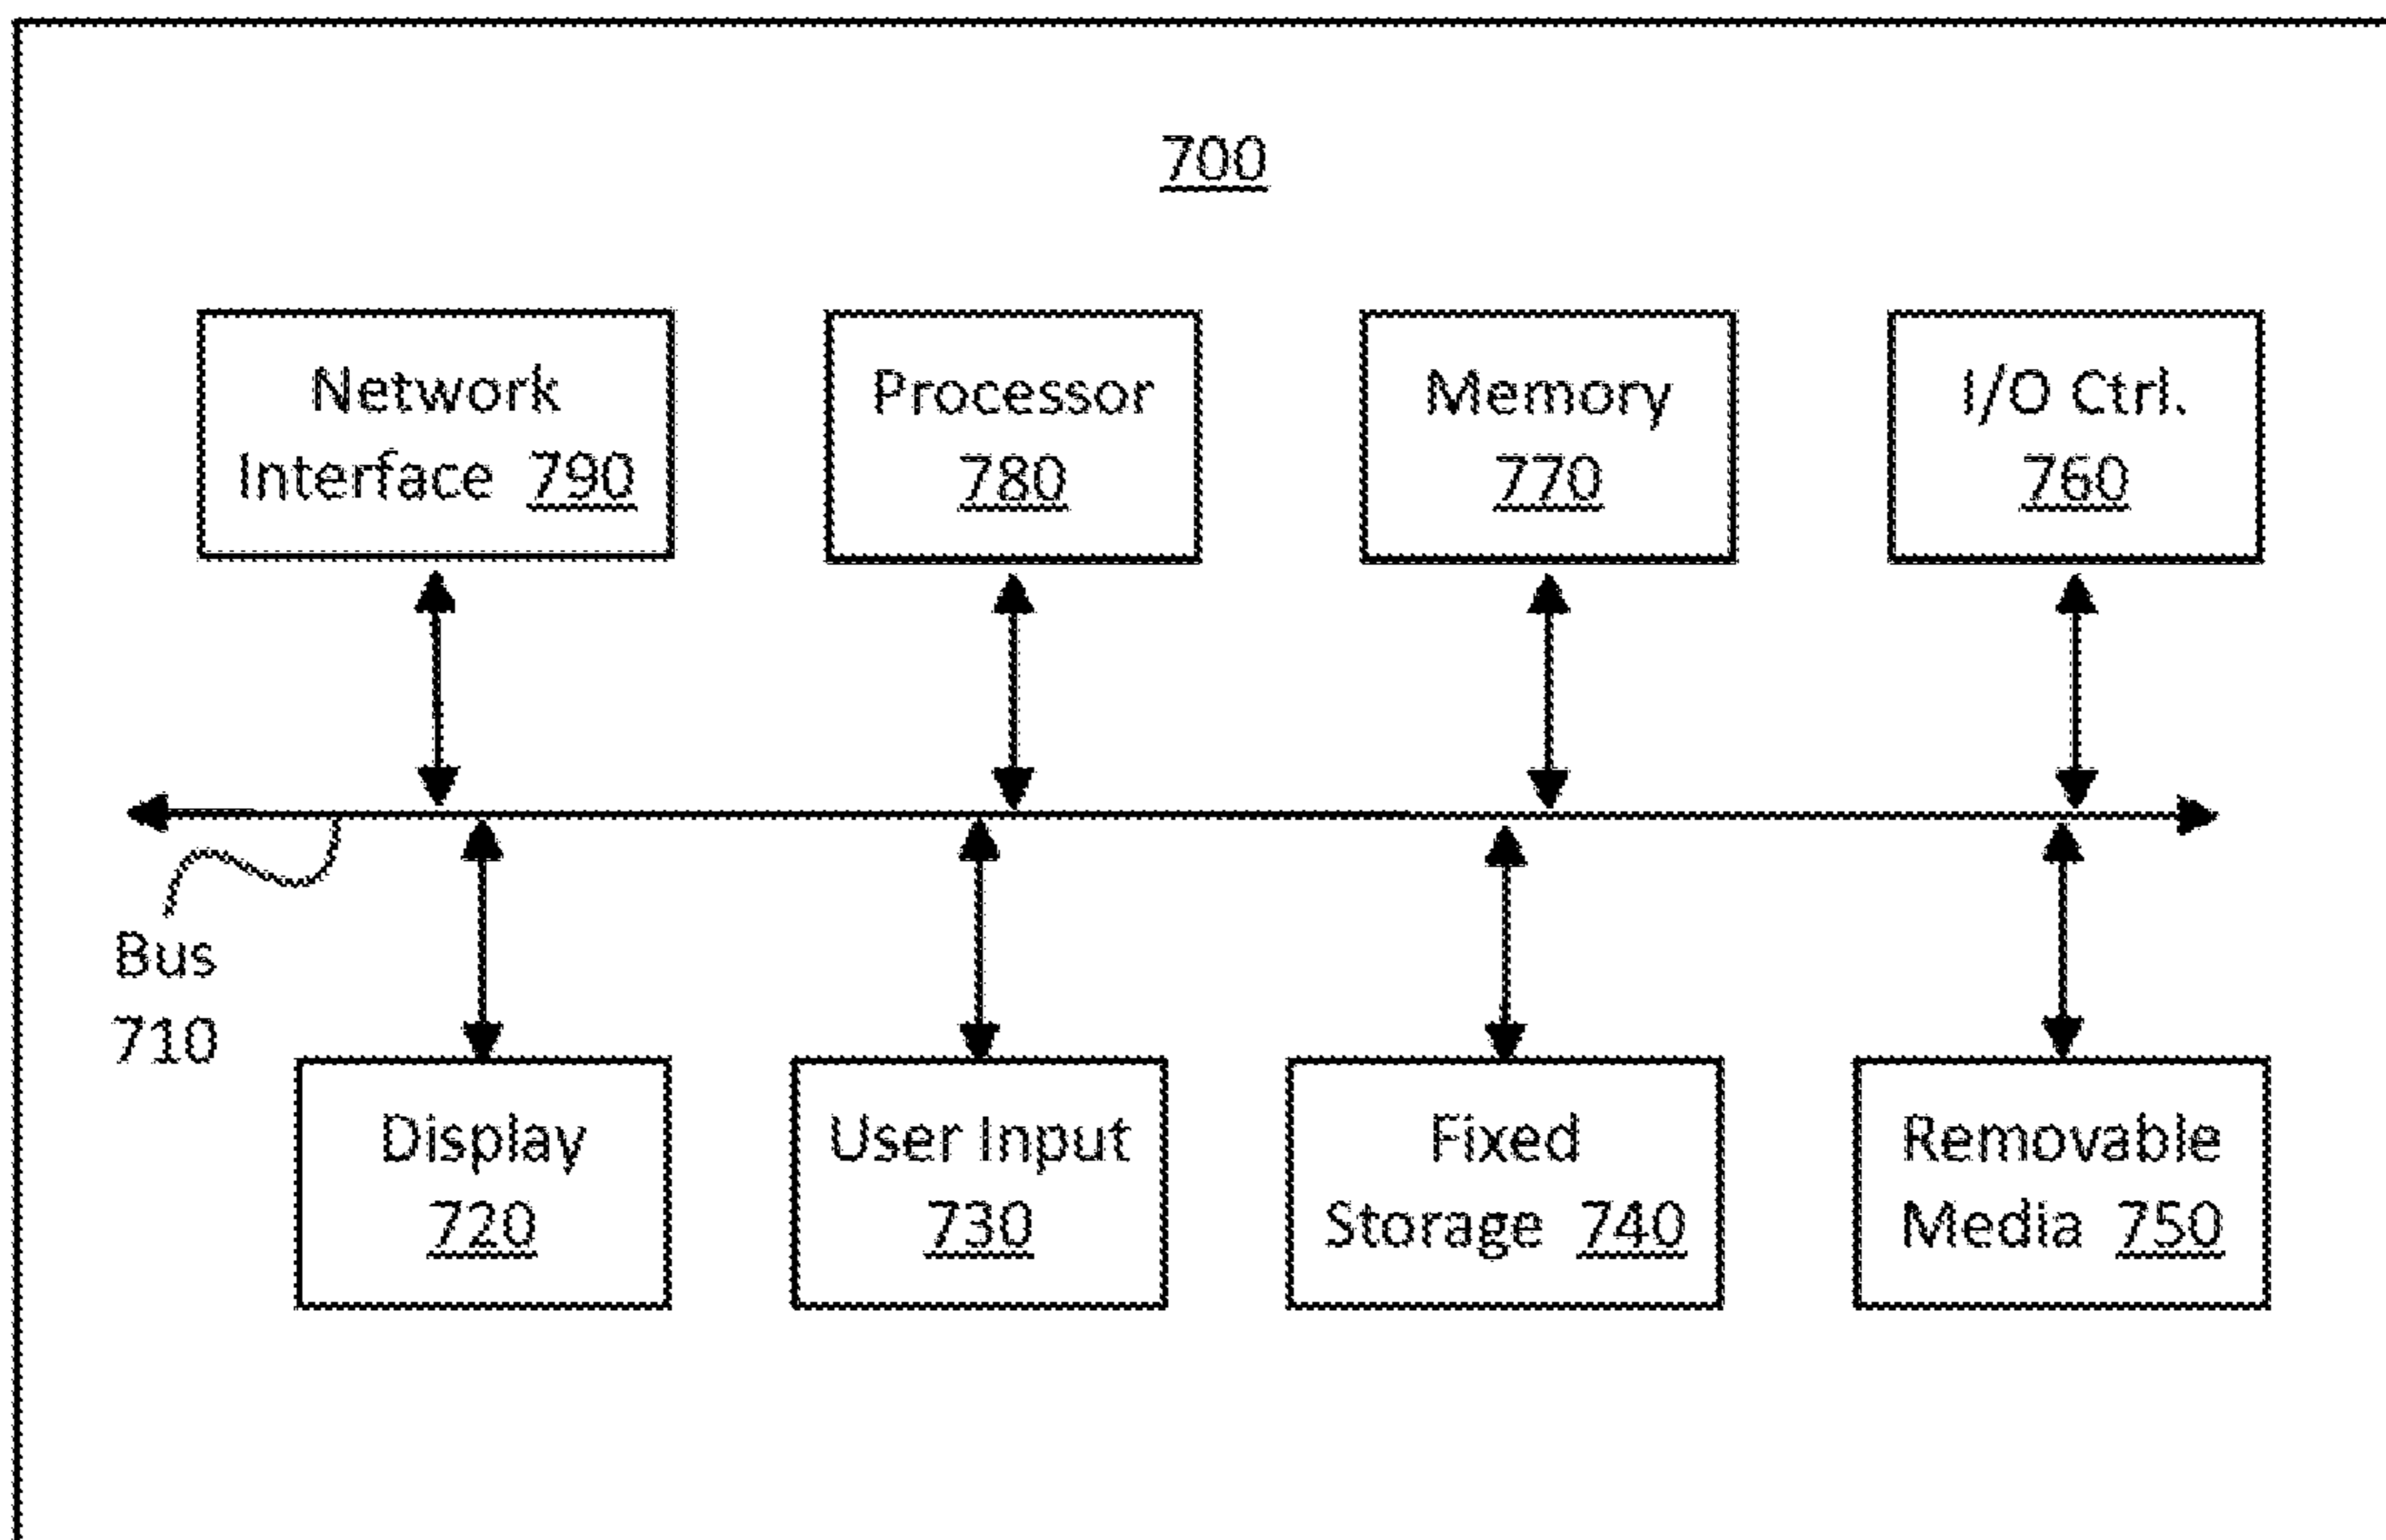 700
Network
Interface 790
Processor
780
Memory
770
I/O Ctrl.
760
Bus
710
Display
720
User Input
730
Fixed
Storage 740
Removable
Media 750